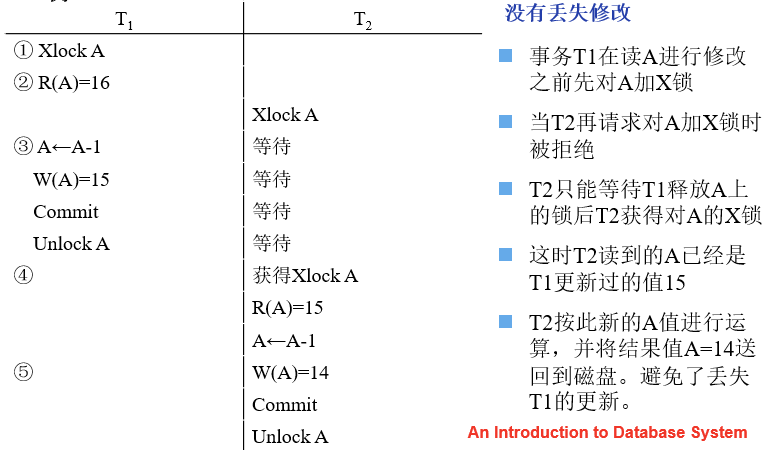 没有丢失修改
T1 T2
① Xlock A
② R(A)=16
Xlock A
③ A←A-1 等待
W(A)=15 等待
Commit 等待
Unlock A 等待
④ 获得Xlock A
R(A)=15
A←A-1
⑤ W(A)=14
Commit
Unlock A
事务T1在读A进行修改
之前先对A加X锁
当T2再请求对A加X锁时
被拒绝
T2只能等待T1释放A上
的锁后T2获得对A的X锁
这时T2读到的A已经是
T1更新过的值15
T2按此新的A值进行运
算，并将结果值A=14送
回到磁盘。避免了丢失
T1的更新。
An Introduction to Database System